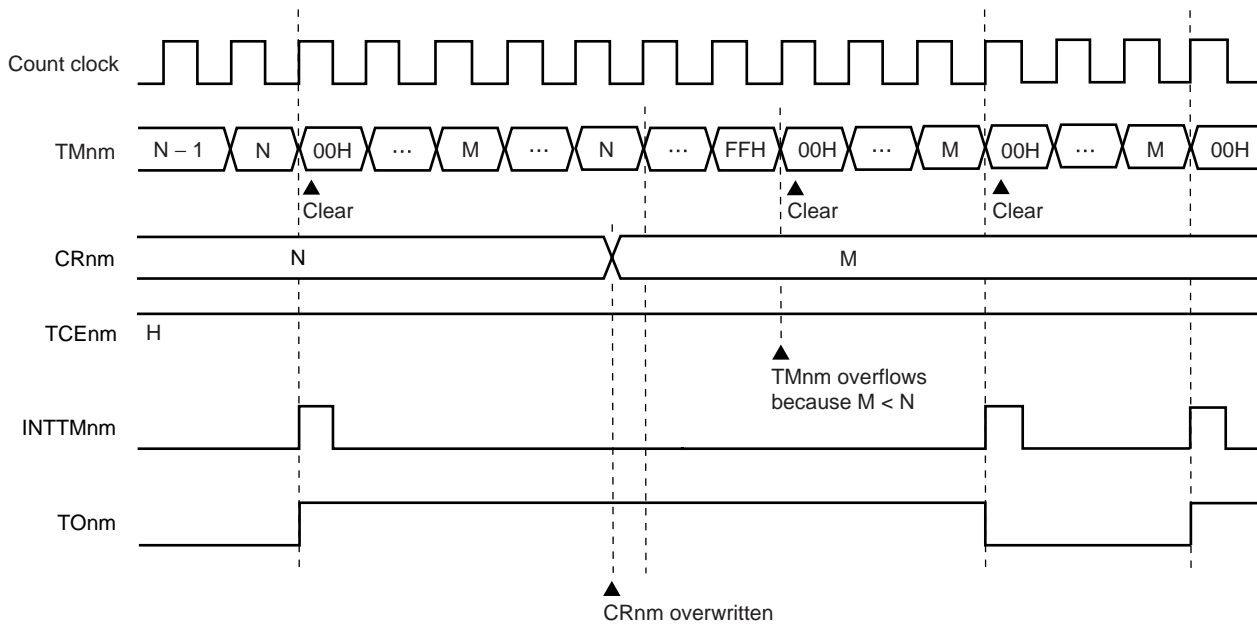 Count clock
TMnm N – 1 N 00H ... M ... N ... FFH 00H ... M 00H ... M 00H
Clear Clear Clear
CRnm N M
TCEnm H
TMnm overflows
because M < N
INTTMnm
TOnm
CRnm overwritten